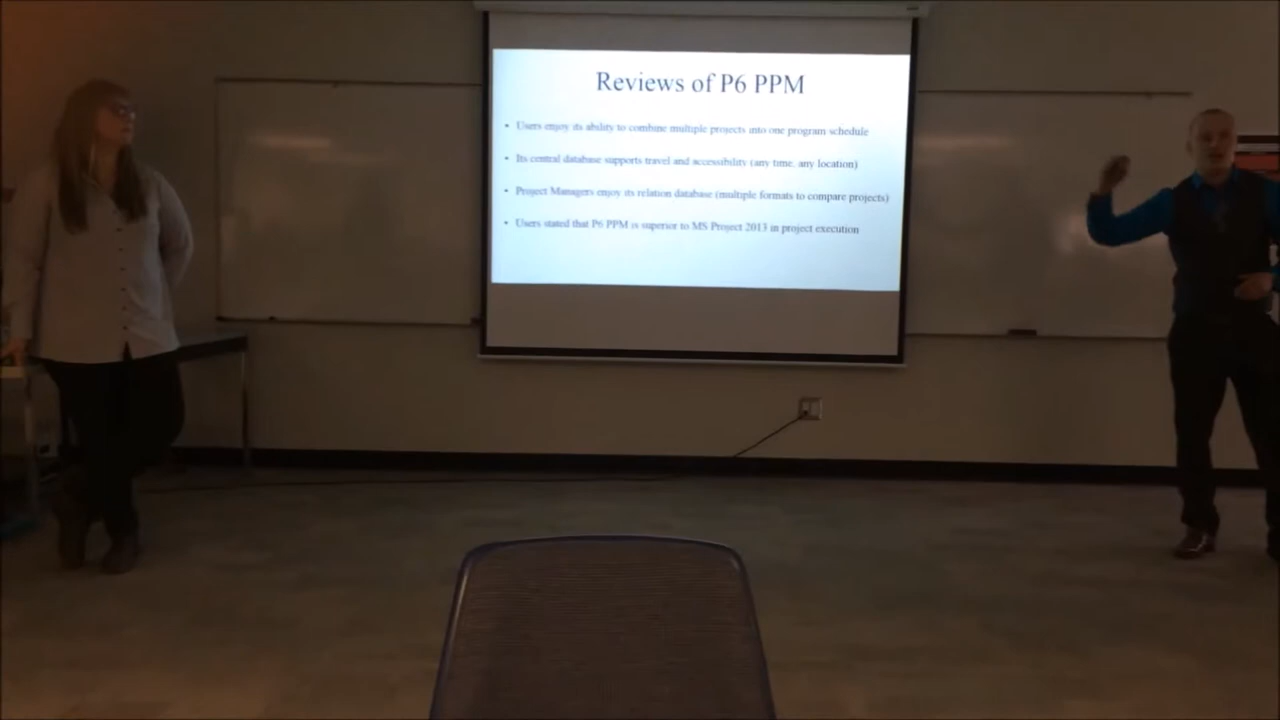 Reviews of P6 PPM
• Users enjoy its ability to combine multiple projects into one program schedule
• Its central database supports travel and accessibility (any time, any location)
• Project Managers enjoy its relation database (multiple formats to compare projects)
• Users stated that P6 PPM is superior to MS Project 2013 in project execution